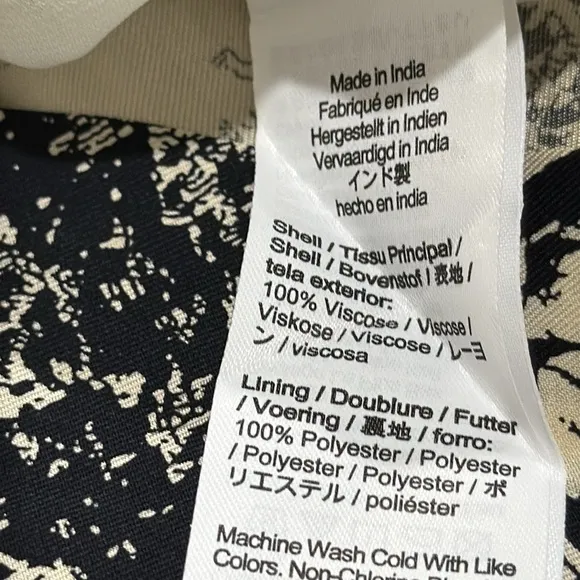 Made in India
Fabriqué en Inde
Hergestellt in Indien
Vervaardigd in India
インド製
hecho en india
Shell / Tissu Principal /
Shell / Bovenstof / 表地 /
tela exterior:
100% Viscose / Viscose /
Viskose / Viscose / レーヨ
ン / viscosa
Lining / Doublure / Futter
/ Voering / 裏地 / forro:
100% Polyester / Polyester
/ Polyester / Polyester / ポ
リエステル / poliéster
Machine Wash Cold With Like
Colors. Non-Chlorine